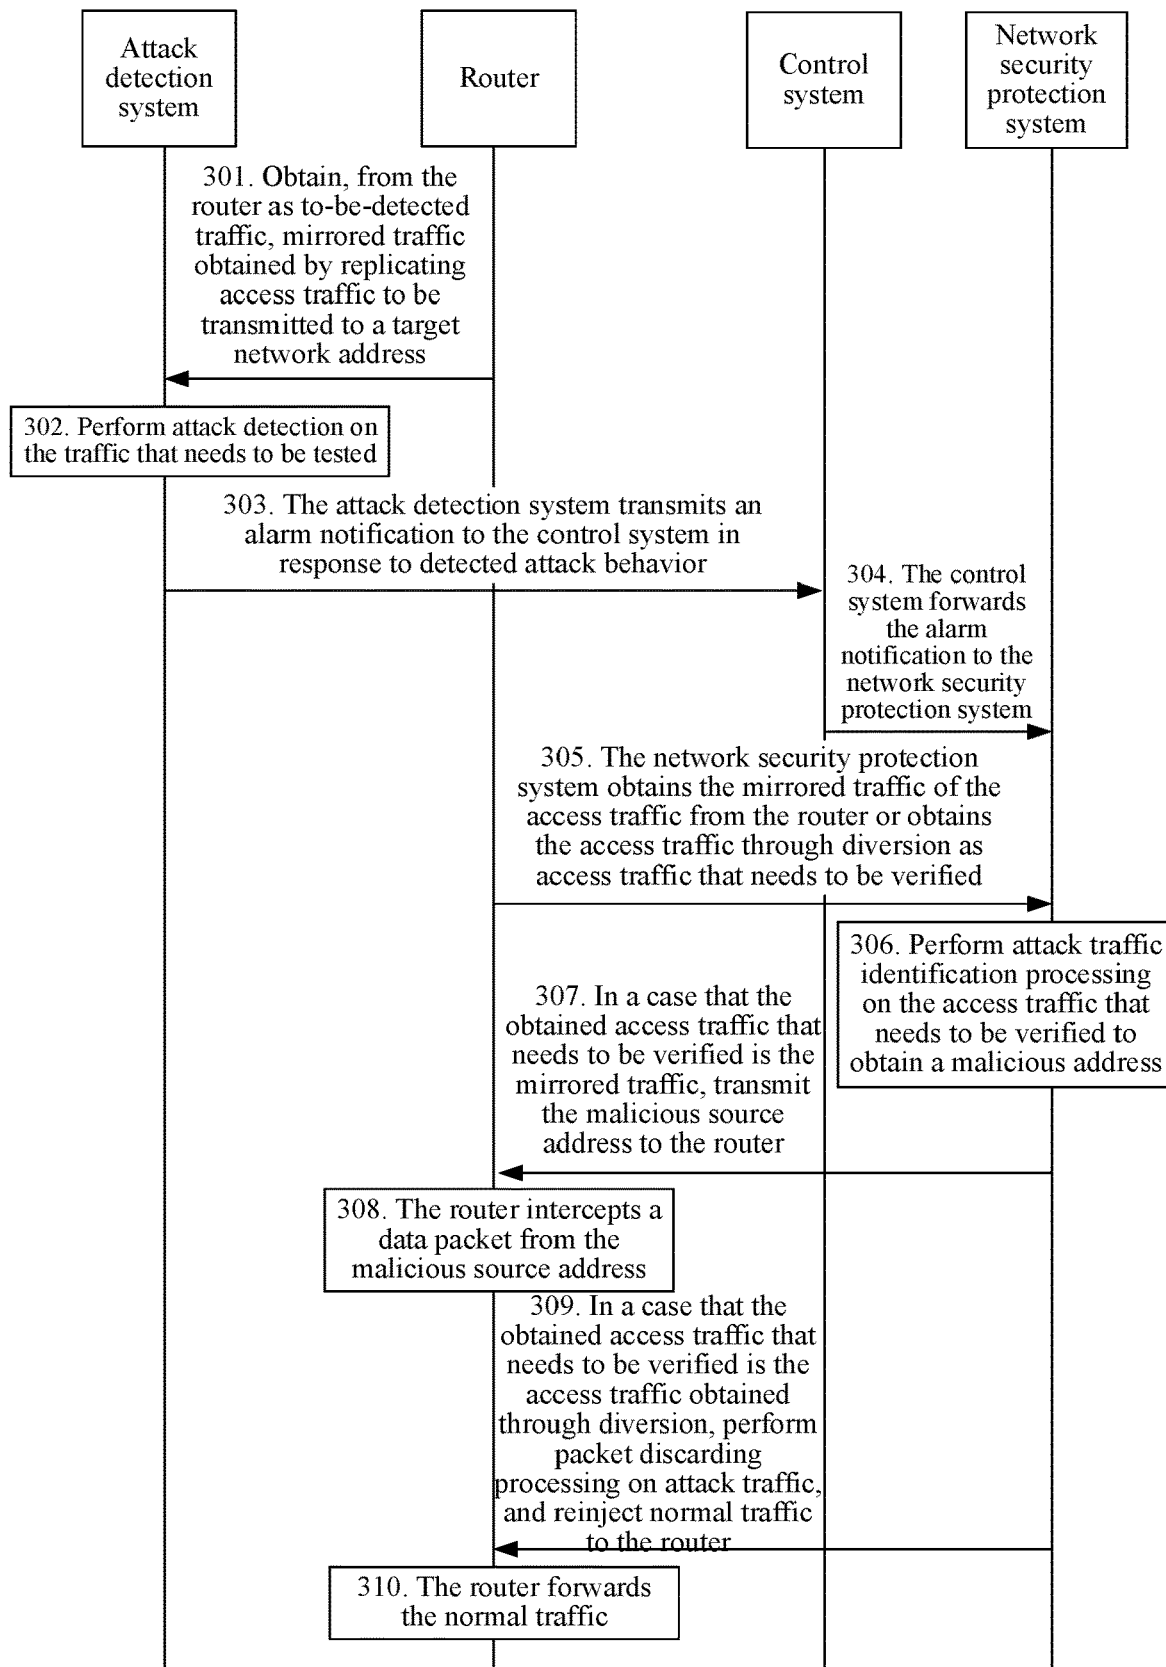 Attack
detection
system
Router
Control
system
Network
security
protection
system
301. Obtain, from the
router as to-be-detected
traffic, mirrored traffic
obtained by replicating
access traffic to be
transmitted to a target
network address
302. Perform attack detection on
the traffic that needs to be tested
303. The attack detection system transmits an
alarm notification to the control system in
response to detected attack behavior
304. The control
system forwards
the alarm
notification to the
network security
protection system
305. The network security protection
system obtains the mirrored traffic of the
access traffic from the router or obtains
the access traffic through diversion as
access traffic that needs to be verified
306. Perform attack traffic
identification processing
on the access traffic that
needs to be verified to
obtain a malicious address
307. In a case that the
obtained access traffic that
needs to be verified is the
mirrored traffic, transmit
the malicious source
address to the router
308. The router intercepts a
data packet from the
malicious source address
309. In a case that the
obtained access traffic that
needs to be verified is the
access traffic obtained
through diversion, perform
packet discarding
processing on attack traffic,
and reinject normal traffic
to the router
310. The router forwards
the normal traffic